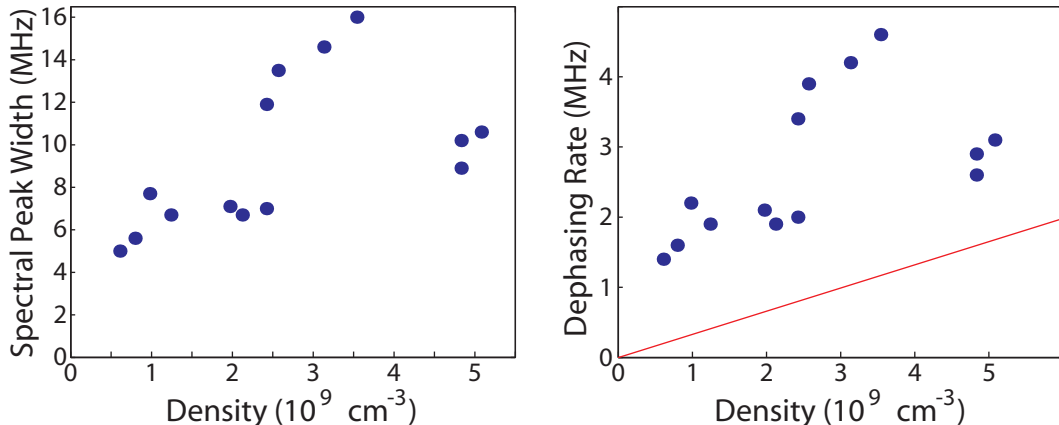 Spectral Peak Width (MHz)
16
14
12
10
8
6
4
2
0
0 1 2 3 4 5
Density (10⁹ cm⁻³)
Dephasing Rate (MHz)
4
3
2
1
0
0 1 2 3 4 5
Density (10⁹ cm⁻³)